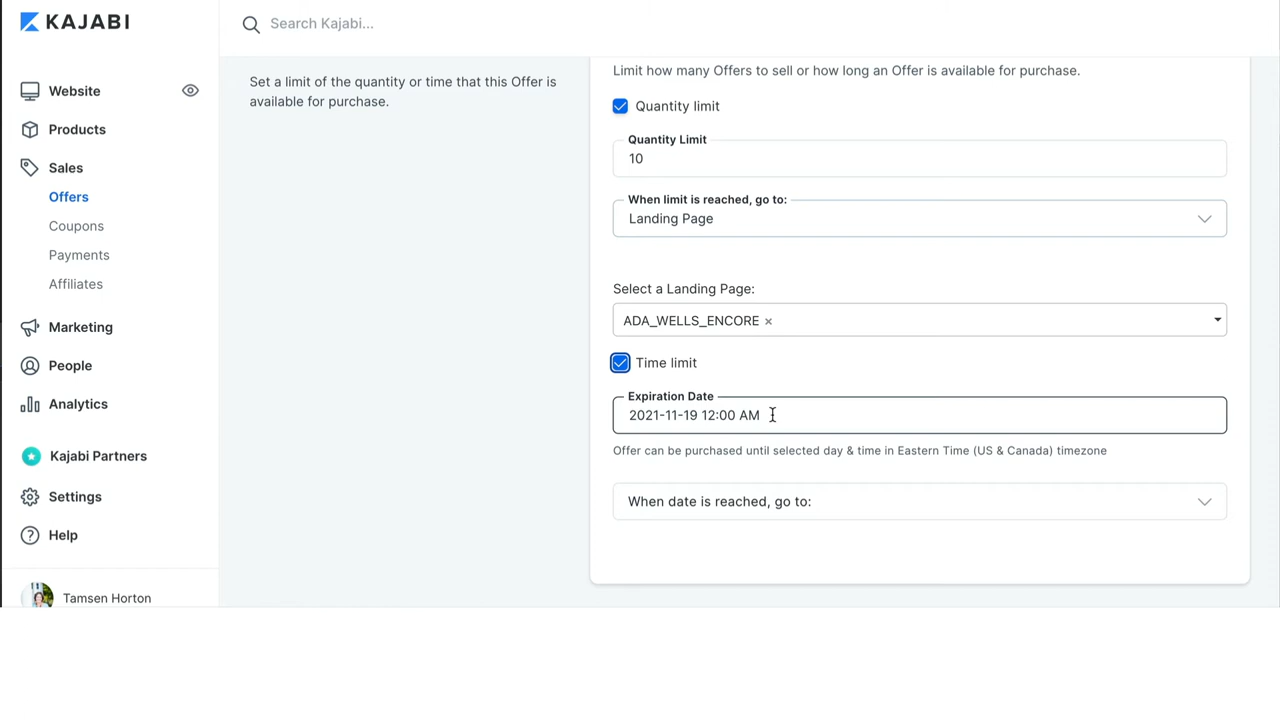 KAJABI
Search Kajabi...
Website
Products
Sales
Offers
Coupons
Payments
Affiliates
Marketing
People
Analytics
Kajabi Partners
Settings
Help
Tamsen Horton
Set a limit of the quantity or time that this Offer is
available for purchase.
Limit how many Offers to sell or how long an Offer is available for purchase.
Quantity limit
Quantity Limit
10
When limit is reached, go to:
Landing Page
Select a Landing Page:
ADA_WELLS_ENCORE ×
Time limit
Expiration Date
2021-11-19 12:00 AM
Offer can be purchased until selected day & time in Eastern Time (US & Canada) timezone
When date is reached, go to: